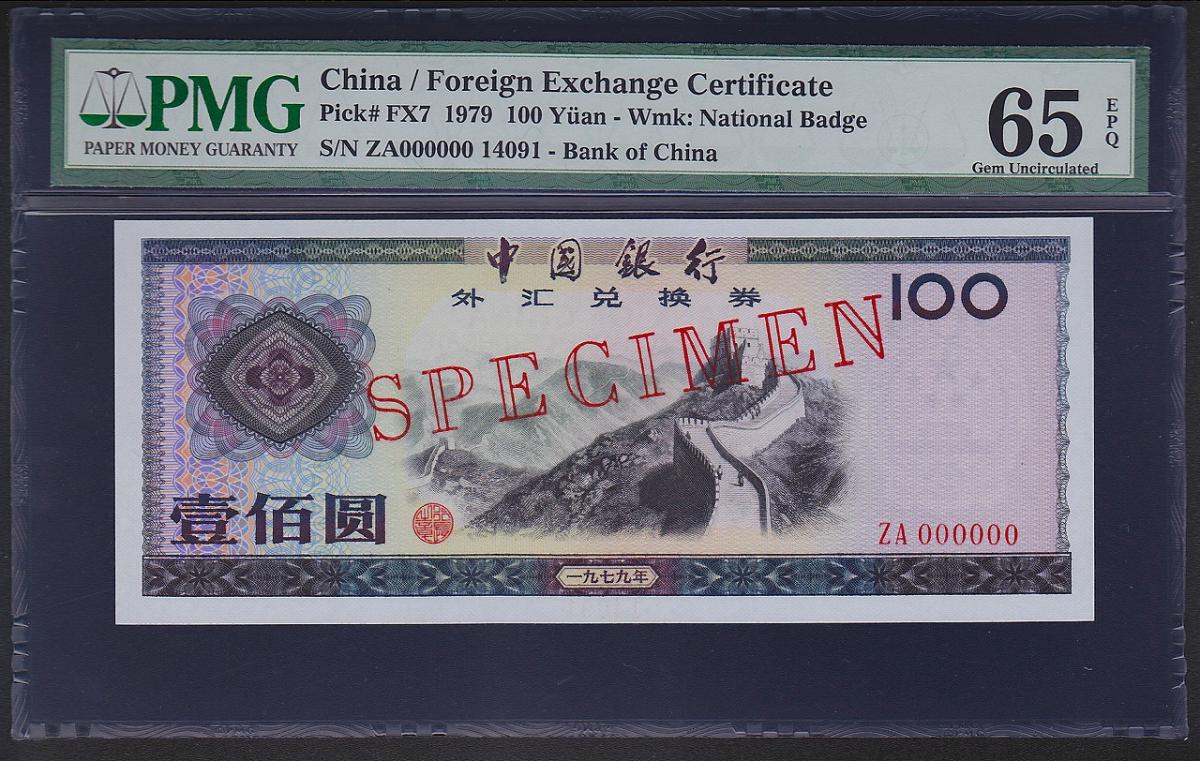 PMG
PAPER MONEY GUARANTY
China / Foreign Exchange Certificate
Pick# FX7 1979 100 Yüan - Wmk: National Badge
S/N ZA000000 14091 - Bank of China
65
EPQ
Gem Uncirculated
中國銀行
外汇兑换券
100
SPECIMEN
壹佰圆
ZA 000000
一九七九年